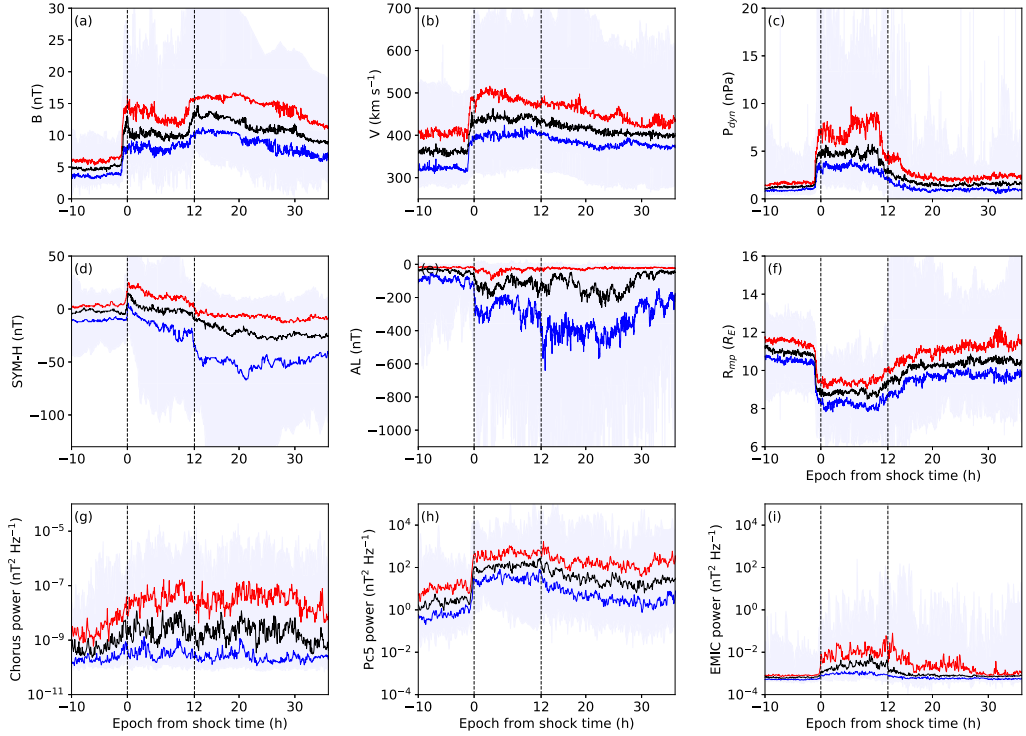 (a)
B (nT)
30
25
20
15
10
5
0
−10 0 12 20 30
(b)
V (km s⁻¹)
700
600
500
400
300
−10 0 12 20 30
(c)
P_dyn (nPa)
20
15
10
5
0
−10 0 12 20 30
(d)
SYM-H (nT)
50
0
−50
−100
−10 0 12 20 30
AL (nT)
0
−200
−400
−600
−800
−1000
−10 0 12 20 30
(f)
R_mp (R_E)
16
14
12
10
8
6
−10 0 12 20 30
Epoch from shock time (h)
(g)
Chorus power (nT² Hz⁻¹)
10⁻⁵
10⁻⁷
10⁻⁹
10⁻¹¹
−10 0 12 20 30
Epoch from shock time (h)
(h)
Pc5 power (nT² Hz⁻¹)
10⁴
10²
10⁰
10⁻²
10⁻⁴
−10 0 12 20 30
Epoch from shock time (h)
(i)
EMIC power (nT² Hz⁻¹)
10⁴
10²
10⁰
10⁻²
10⁻⁴
−10 0 12 20 30
Epoch from shock time (h)